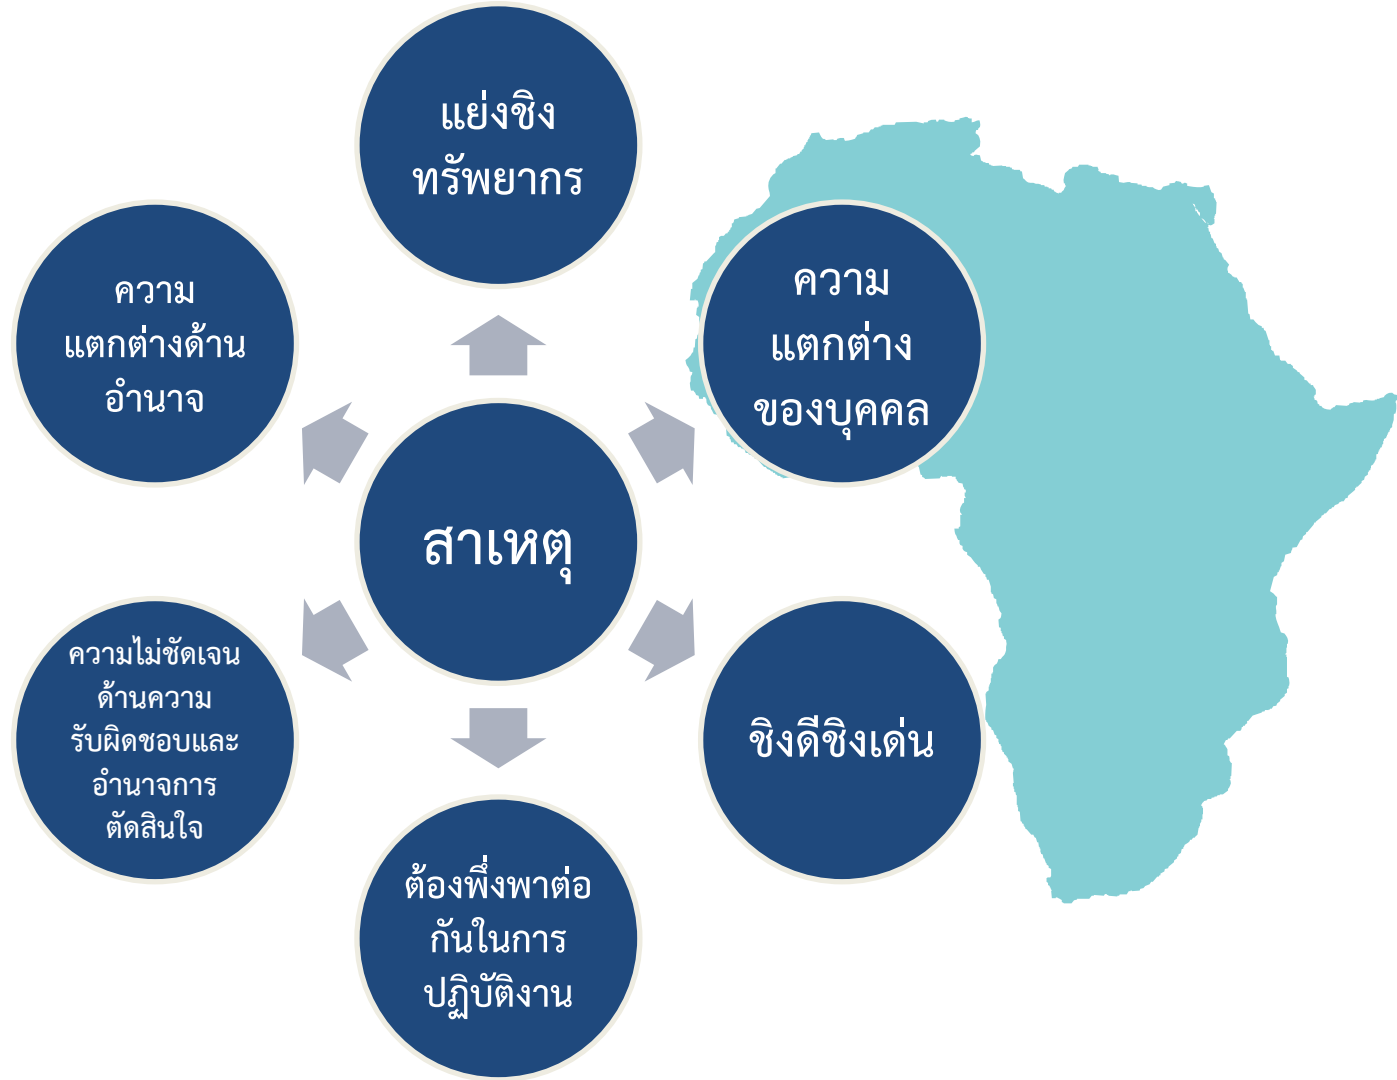 แย่งชิง
ทรัพยากร
ความ
แตกต่าง
ของบุคคล
ชิงดีชิงเด่น
ต้องพึ่งพาต่อ
กันในการ
ปฏิบัติงาน
ความไม่ชัดเจน
ด้านความ
รับผิดชอบและ
อำนาจการ
ตัดสินใจ
ความ
แตกต่างด้าน
อำนาจ
สาเหตุ